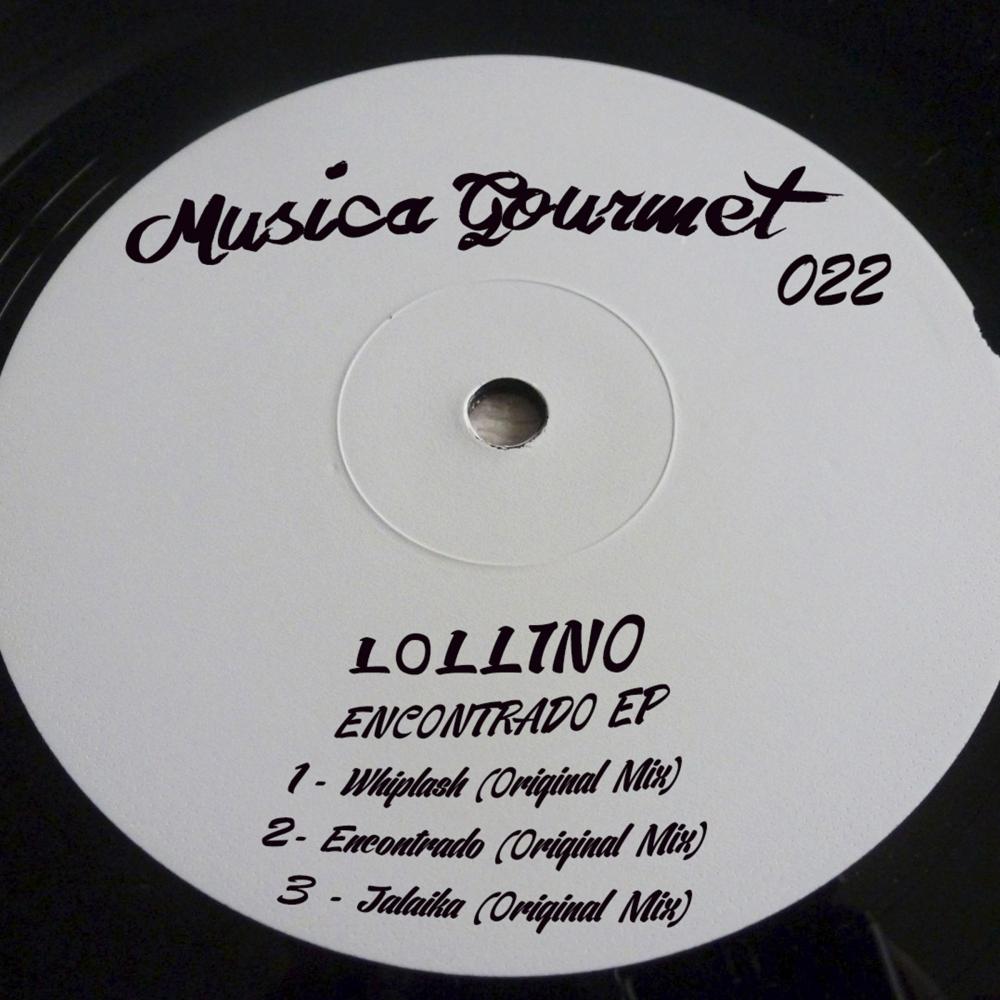 Musica Gourmet
022
LOLLINO
ENCONTRADO EP
1 - Whiplash (Original Mix)
2- Encontrado (Original Mix)
3 - Jalaika (Original Mix)